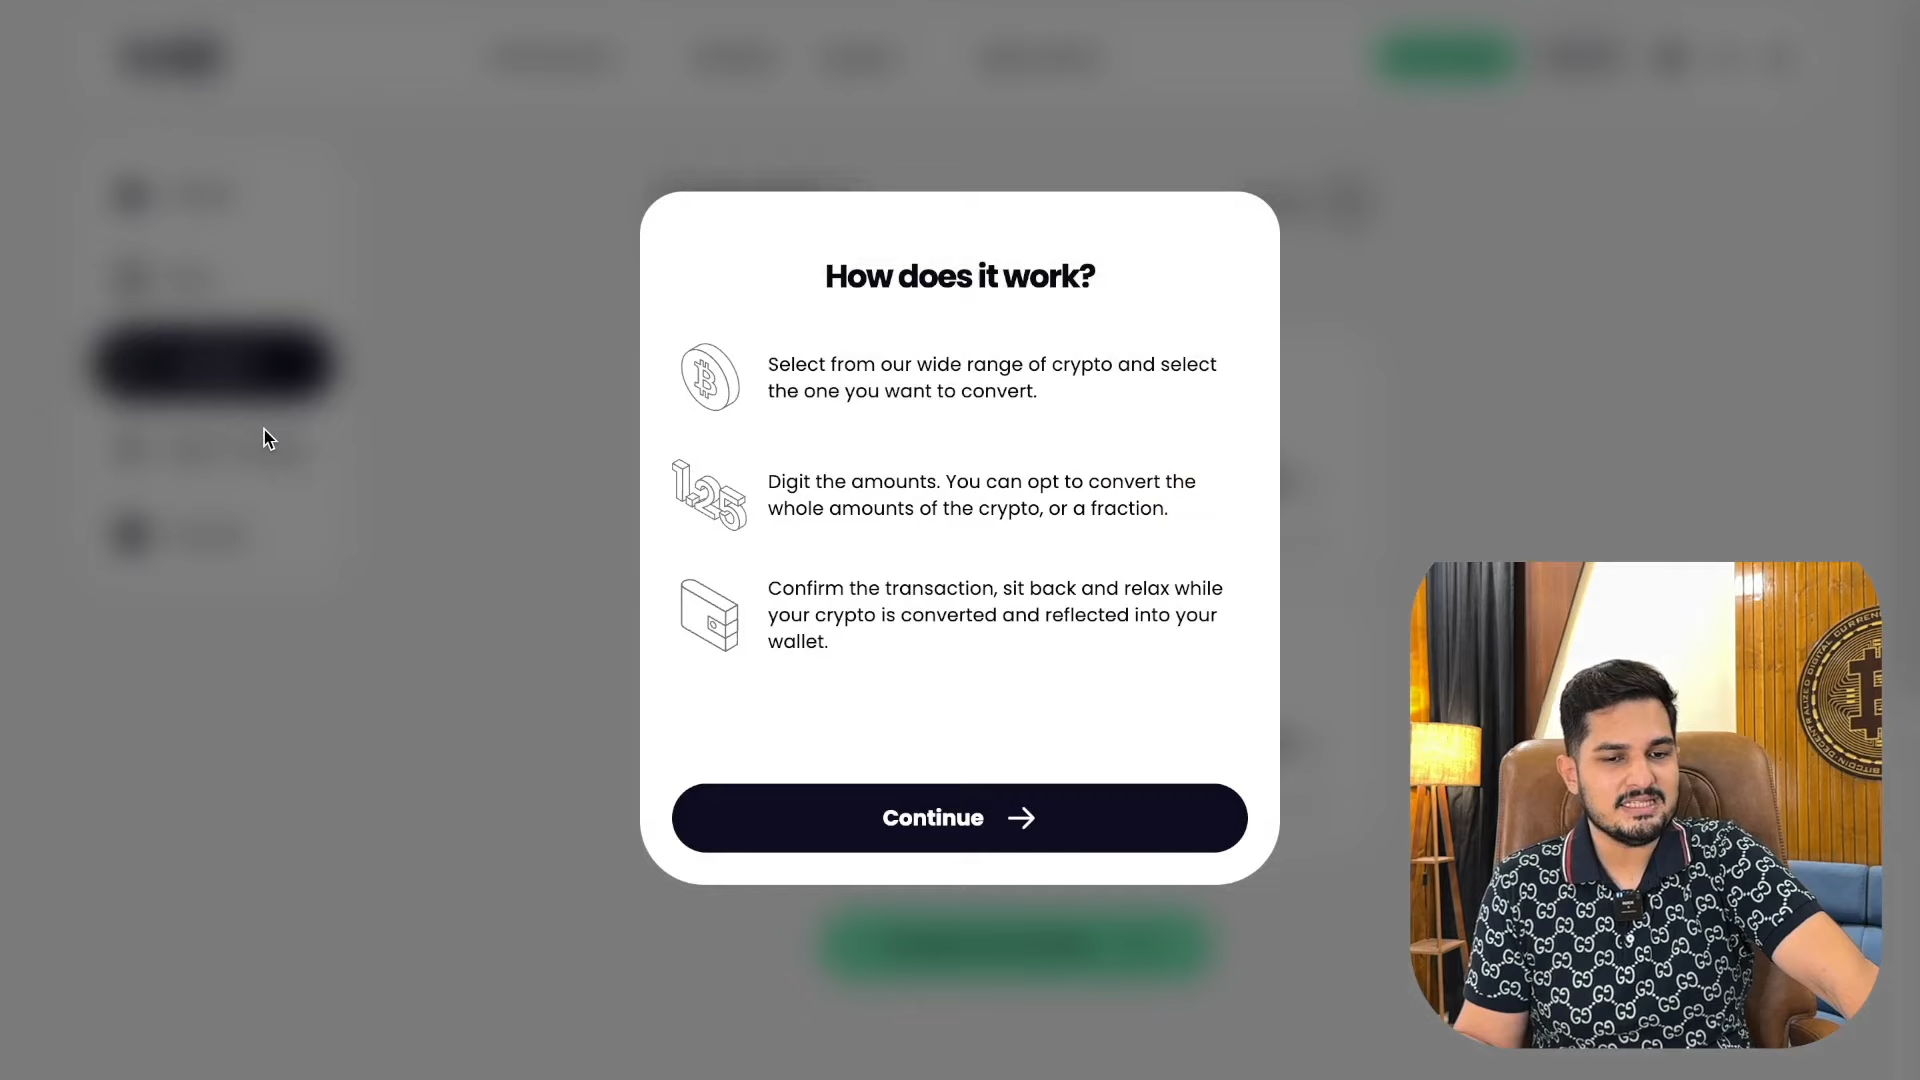 How does it work?
Select from our wide range of crypto and select
the one you want to convert.
1.25
Digit the amounts. You can opt to convert the
whole amounts of the crypto, or a fraction.
Confirm the transaction, sit back and relax while
your crypto is converted and reflected into your
wallet.
Continue